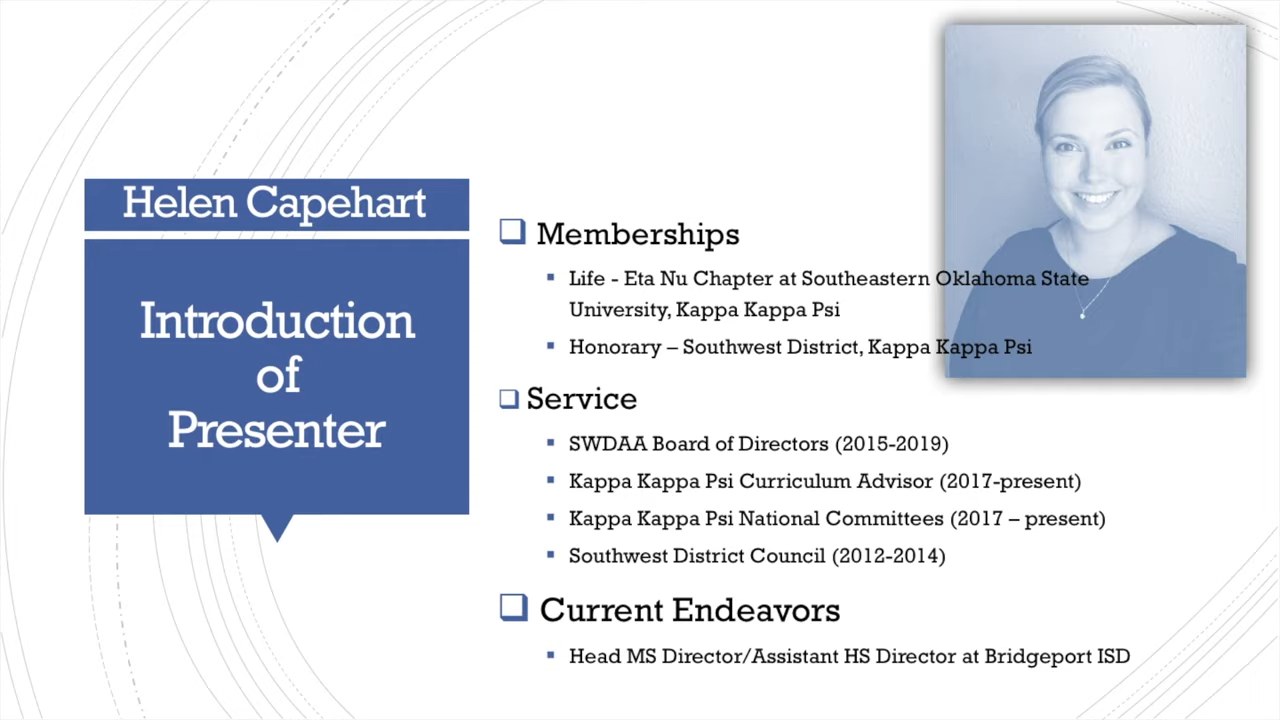 Helen Capehart
Introduction
of
Presenter
Memberships
Life - Eta Nu Chapter at Southeastern Oklahoma State
University, Kappa Kappa Psi
Honorary – Southwest District, Kappa Kappa Psi
Service
SWDAA Board of Directors (2015-2019)
Kappa Kappa Psi Curriculum Advisor (2017-present)
Kappa Kappa Psi National Committees (2017 – present)
Southwest District Council (2012-2014)
Current Endeavors
Head MS Director/Assistant HS Director at Bridgeport ISD